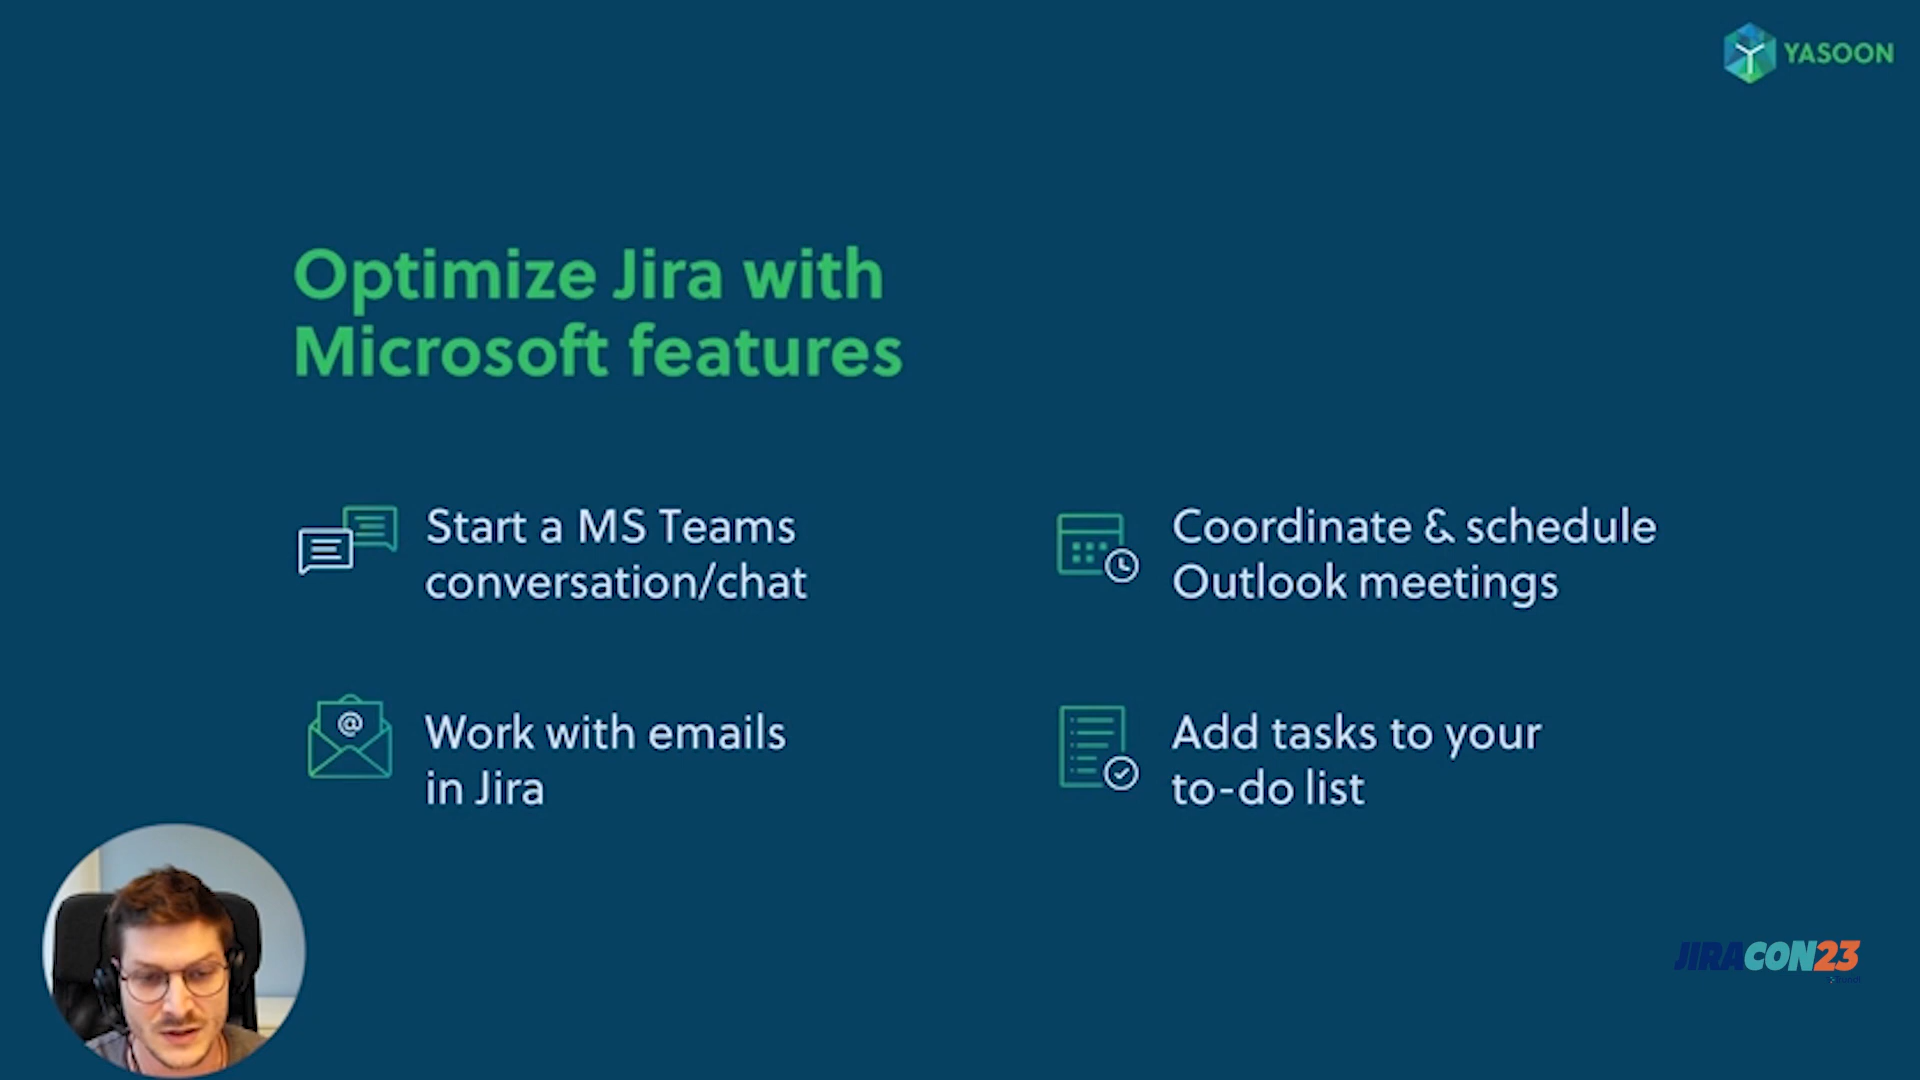 YASOON
Optimize Jira with
Microsoft features
Start a MS Teams
conversation/chat
Coordinate & schedule
Outlook meetings
@
Work with emails
in Jira
Add tasks to your
to-do list
JIRACON23